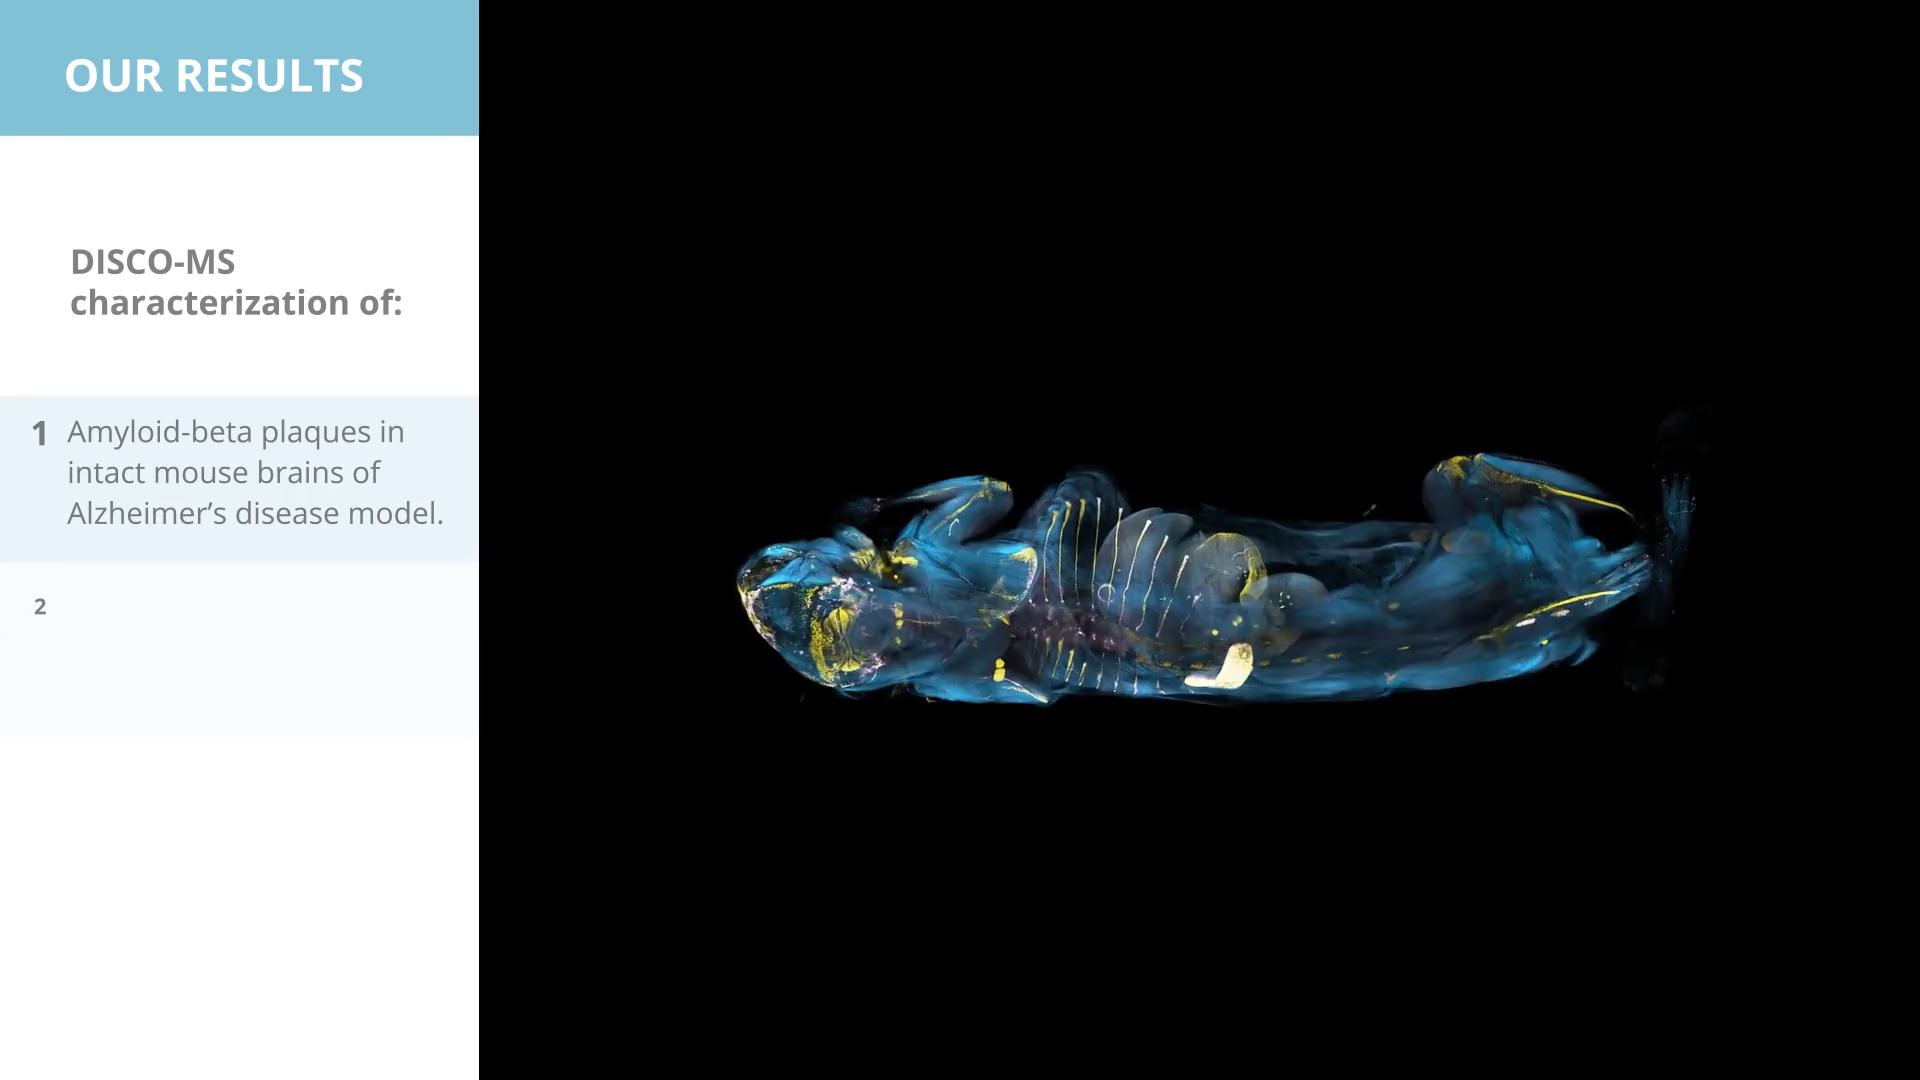 OUR RESULTS
DISCO-MS
characterization of:
1 Amyloid-beta plaques in
intact mouse brains of
Alzheimer’s disease model.
2